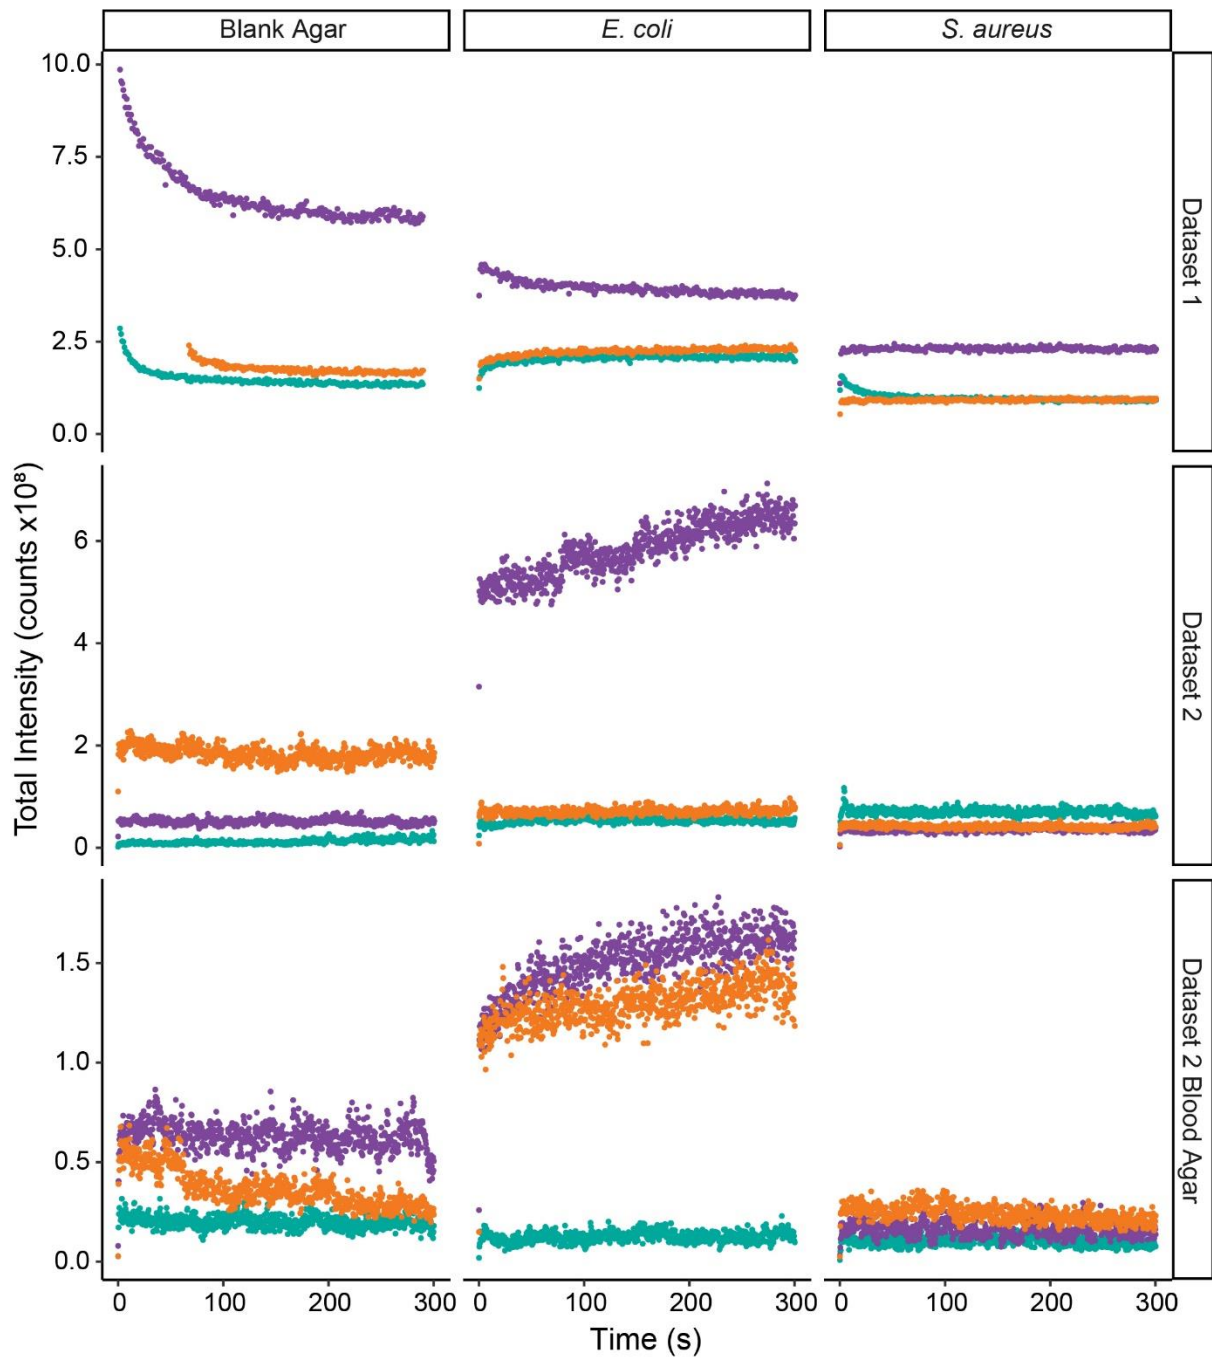 Blank Agar E. coli S. aureus
10.0
7.5
5.0
2.5
0.0
Dataset 1
6
4
2
0
Dataset 2
1.5
1.0
0.5
0.0
Dataset 2 Blood Agar
Total Intensity (counts x10⁸)
0 100 200 300 0 100 200 300 0 100 200 300
Time (s)